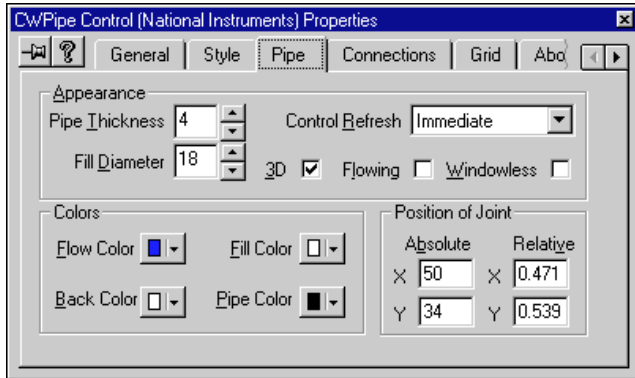 CWPipe Control (National Instruments) Properties
General Style Pipe Connections Grid
Appearance
Pipe Thickness 4 Control Refresh Immediate
Fill Diameter 18 3D Flowing Windowless
Colors
Flow Color Fill Color
Back Color Pipe Color
Position of Joint
Absolute Relative
X 50 X 0.471
Y 34 Y 0.539